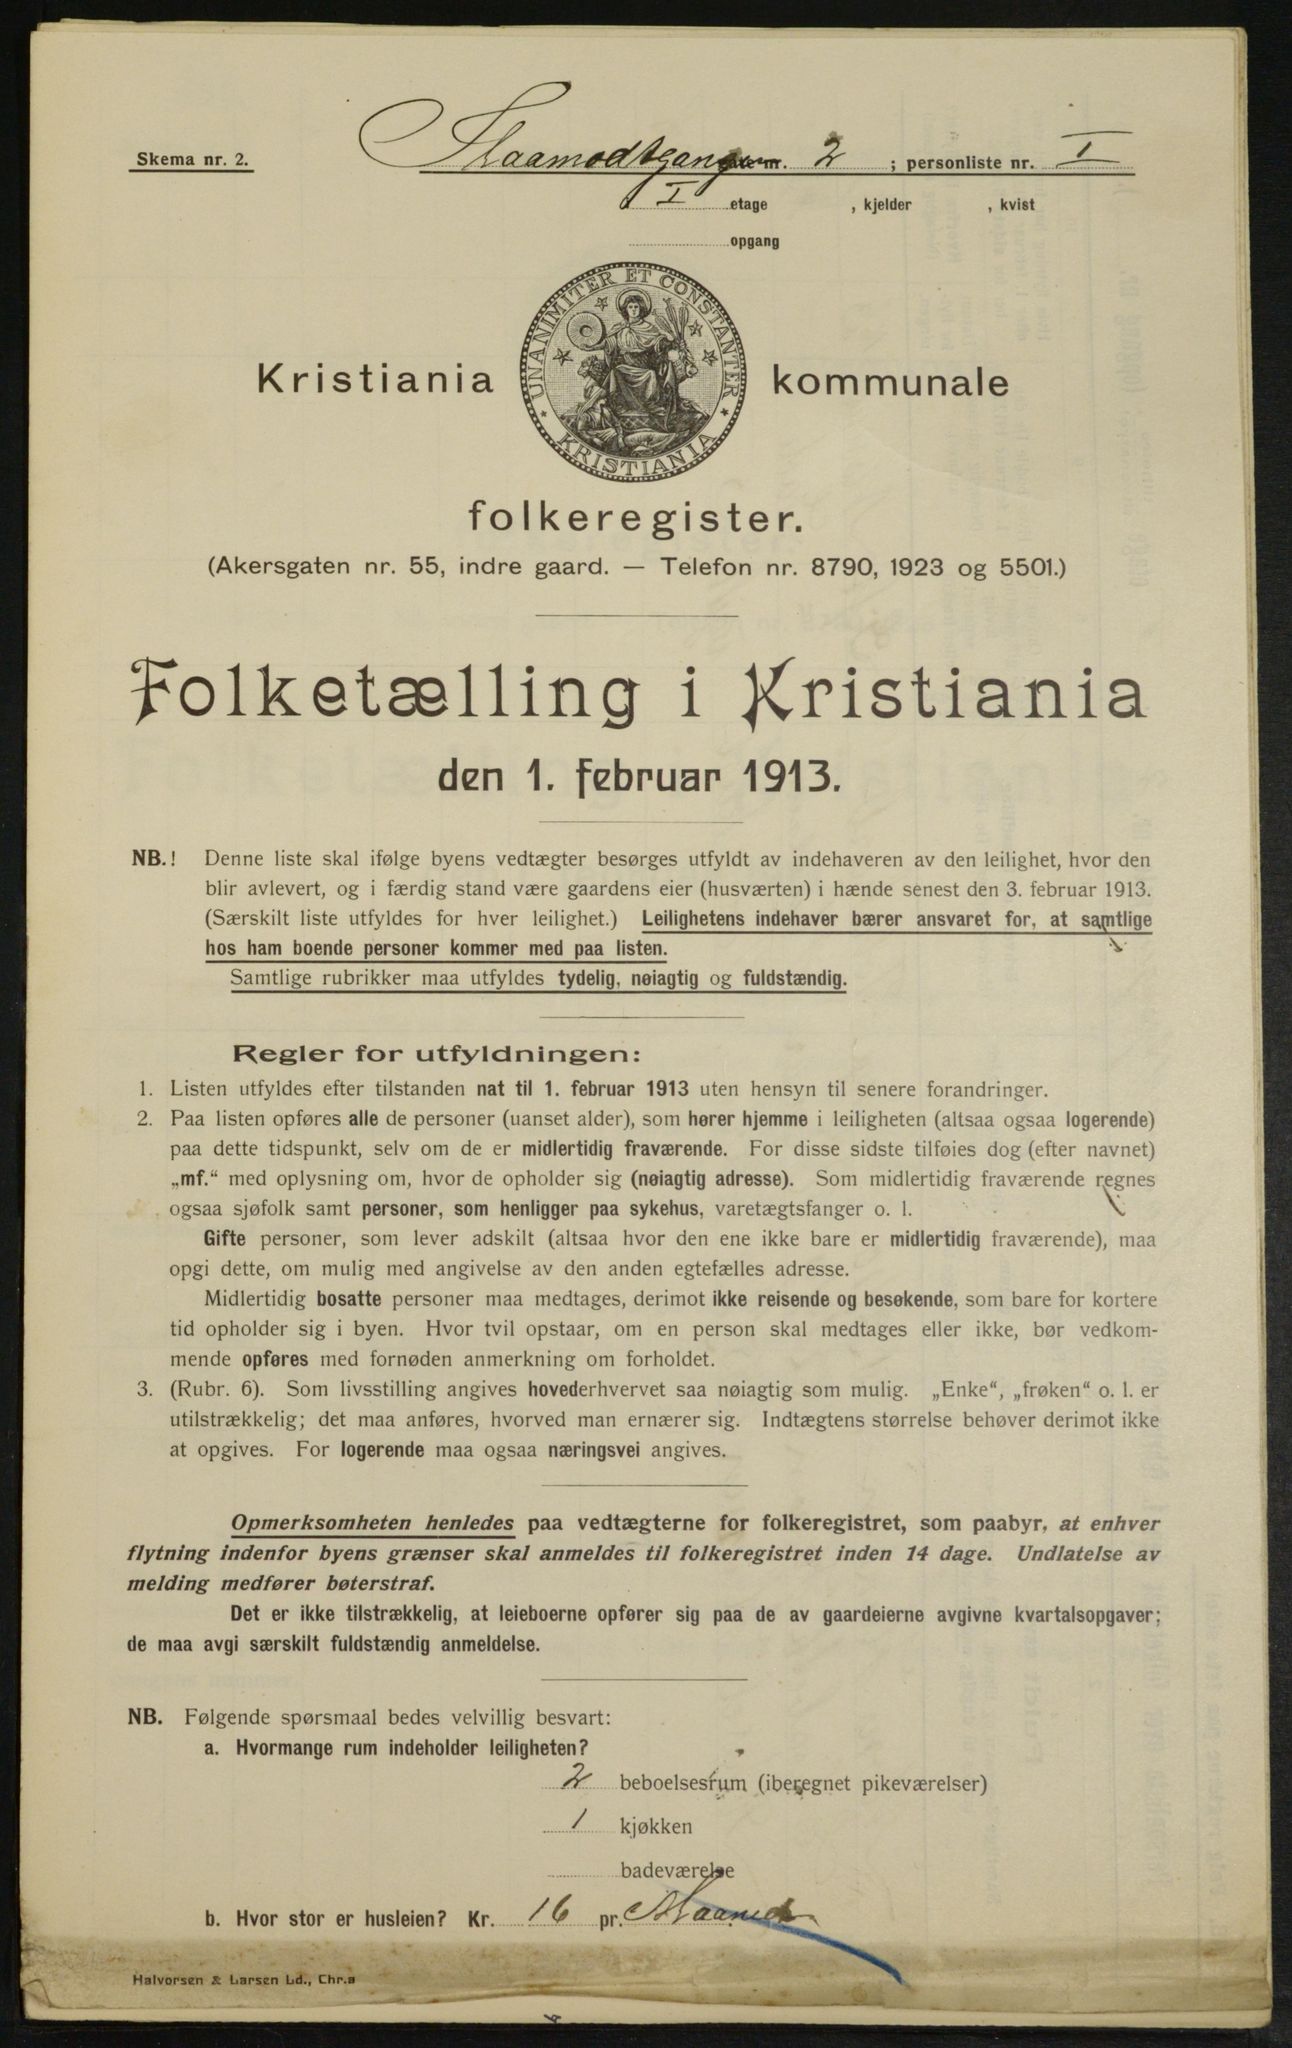 Skema nr. 2.
Maamodtgangen gate nr. 2 ; personliste nr. I
I etage , kjelder , kvist
opgang
UNANIMITER ET CONSTANTER
KRISTIANIA
Kristiania kommunale
folkeregister.
(Akersgaten nr. 55, indre gaard. — Telefon nr. 8790, 1923 og 5501.)
Folketælling i Kristiania
den 1. februar 1913.
NB.! Denne liste skal ifølge byens vedtægter besørges utfyldt av indehaveren av den leilighet, hvor den
blir avlevert, og i færdig stand være gaardens eier (husværten) i hænde senest den 3. februar 1913.
(Særskilt liste utfyldes for hver leilighet.) Leilighetens indehaver bærer ansvaret for, at samtlige
hos ham boende personer kommer med paa listen.
Samtlige rubrikker maa utfyldes tydelig, nøiagtig og fuldstændig.
Regler for utfyldningen:
1. Listen utfyldes efter tilstanden nat til 1. februar 1913 uten hensyn til senere forandringer.
2. Paa listen opføres alle de personer (uanset alder), som hører hjemme i leiligheten (altsaa ogsaa logerende)
paa dette tidspunkt, selv om de er midlertidig fraværende. For disse sidste tilføies dog (efter navnet)
„mf.“ med oplysning om, hvor de opholder sig (nøiagtig adresse). Som midlertidig fraværende regnes
ogsaa sjøfolk samt personer, som henligger paa sykehus, varetægtsfanger o. l.
Gifte personer, som lever adskilt (altsaa hvor den ene ikke bare er midlertidig fraværende), maa
opgi dette, om mulig med angivelse av den anden egtefælles adresse.
Midlertidig bosatte personer maa medtages, derimot ikke reisende og besøkende, som bare for kortere
tid opholder sig i byen. Hvor tvil opstaar, om en person skal medtages eller ikke, bør vedkom-
mende opføres med fornøden anmerkning om forholdet.
3. (Rubr. 6). Som livsstilling angives hovederhvervet saa nøiagtig som mulig. „Enke“, „frøken“ o. l. er
utilstrækkelig; det maa anføres, hvorved man ernærer sig. Indtægtens størrelse behøver derimot ikke
at opgives. For logerende maa ogsaa næringsvei angives.
Opmerksomheten henledes paa vedtægterne for folkeregistret, som paabyr, at enhver
flytning indenfor byens grænser skal anmeldes til folkeregistret inden 14 dage. Undlatelse av
melding medfører bøterstraf.
Det er ikke tilstrækkelig, at leieboerne opfører sig paa de av gaardeierne avgivne kvartalsopgaver;
de maa avgi særskilt fuldstændig anmeldelse.
NB. Følgende spørsmaal bedes velvillig besvart:
a. Hvormange rum indeholder leiligheten?
2 beboelsesrum (iberegnet pikeværelser)
1 kjøkken
badeværelse
b. Hvor stor er husleien? Kr. 16 pr. Maaned
Halvorsen & Larsen Ld., Chr.a